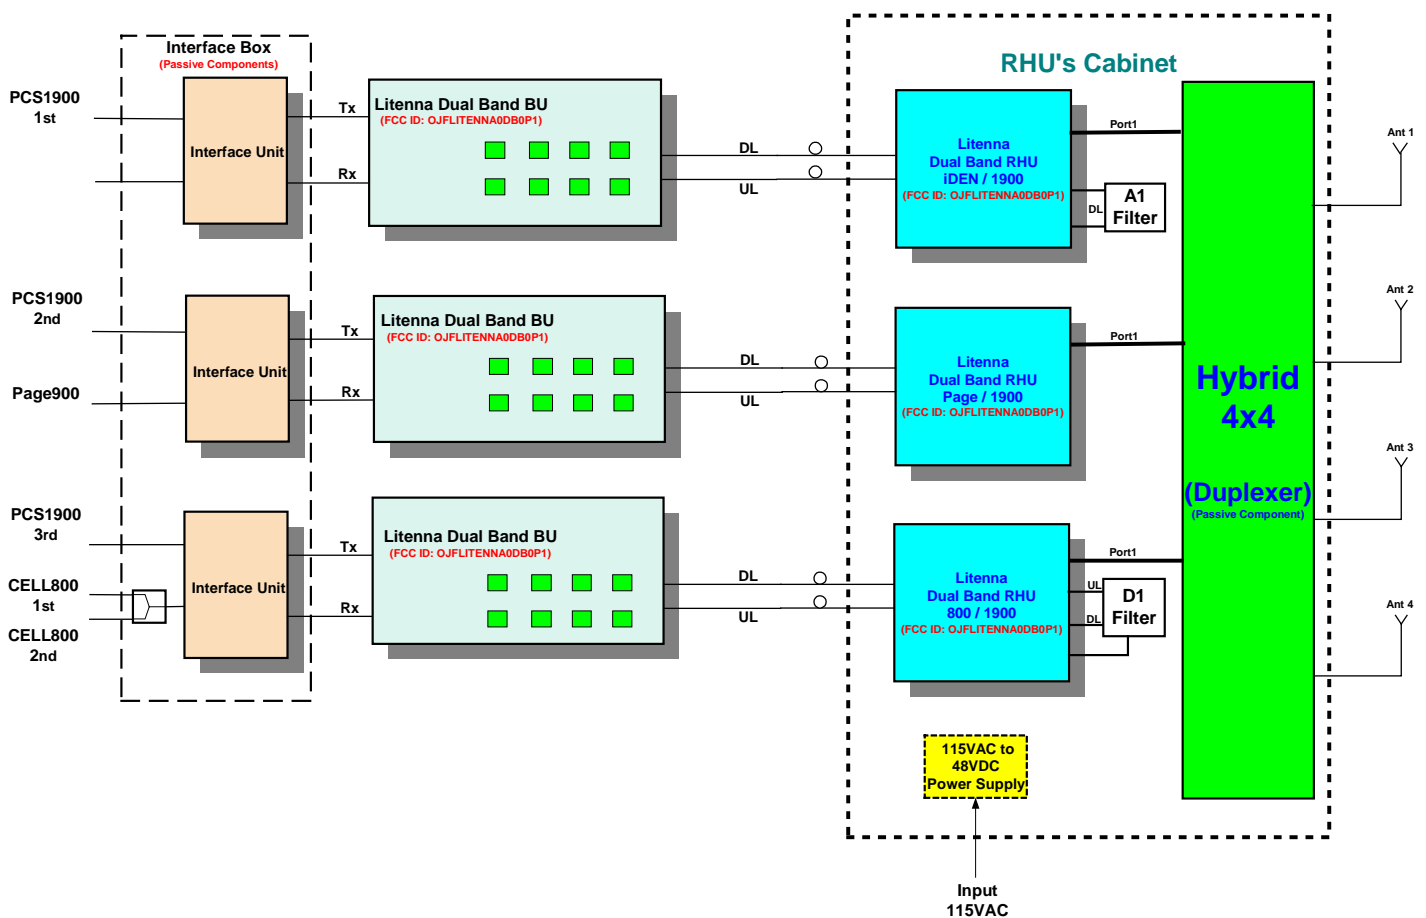 Interface Box
(Passive Components)
RHU's Cabinet
PCS1900
1st
Interface Unit
Tx
Rx
Litenna Dual Band BU
(FCC ID: OJFLITENNA0DB0P1)
DL
UL
Litenna
Dual Band RHU
iDEN / 1900
(FCC ID: OJFLITENNA0DB0P1)
Port1
DL
A1
Filter
Ant 1
PCS1900
2nd
Page900
Interface Unit
Tx
Rx
Litenna Dual Band BU
(FCC ID: OJFLITENNA0DB0P1)
DL
UL
Litenna
Dual Band RHU
Page / 1900
(FCC ID: OJFLITENNA0DB0P1)
Port1
Hybrid
4x4
(Duplexer)
(Passive Component)
Ant 2
Ant 3
PCS1900
3rd
CELL800
1st
CELL800
2nd
Interface Unit
Tx
Rx
Litenna Dual Band BU
(FCC ID: OJFLITENNA0DB0P1)
DL
UL
Litenna
Dual Band RHU
800 / 1900
(FCC ID: OJFLITENNA0DB0P1)
Port1
UL
DL
D1
Filter
Ant 4
115VAC to
48VDC
Power Supply
Input
115VAC